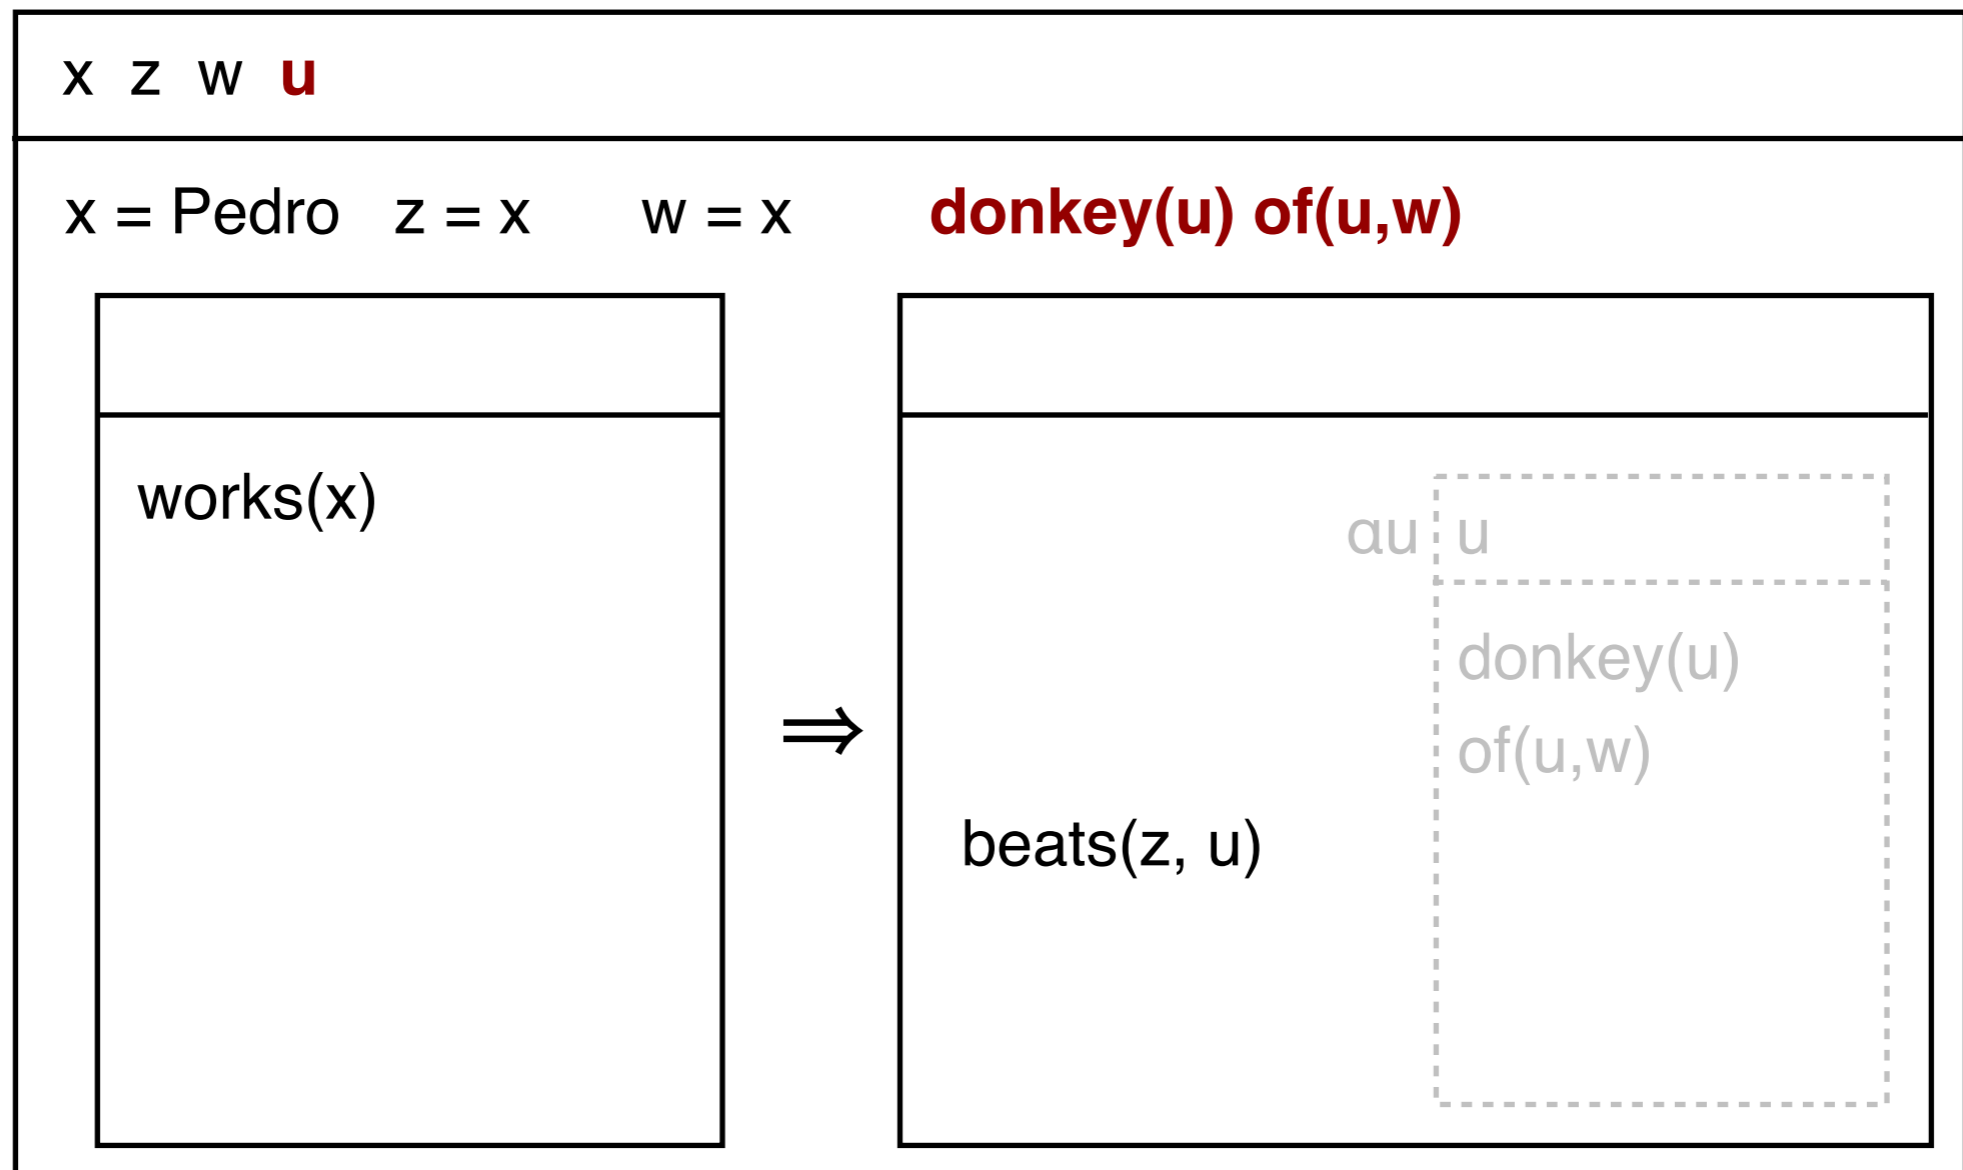 x z w u
x = Pedro z = x w = x donkey(u) of(u,w)
works(x)
⇒
αu u
donkey(u)
of(u,w)
beats(z, u)